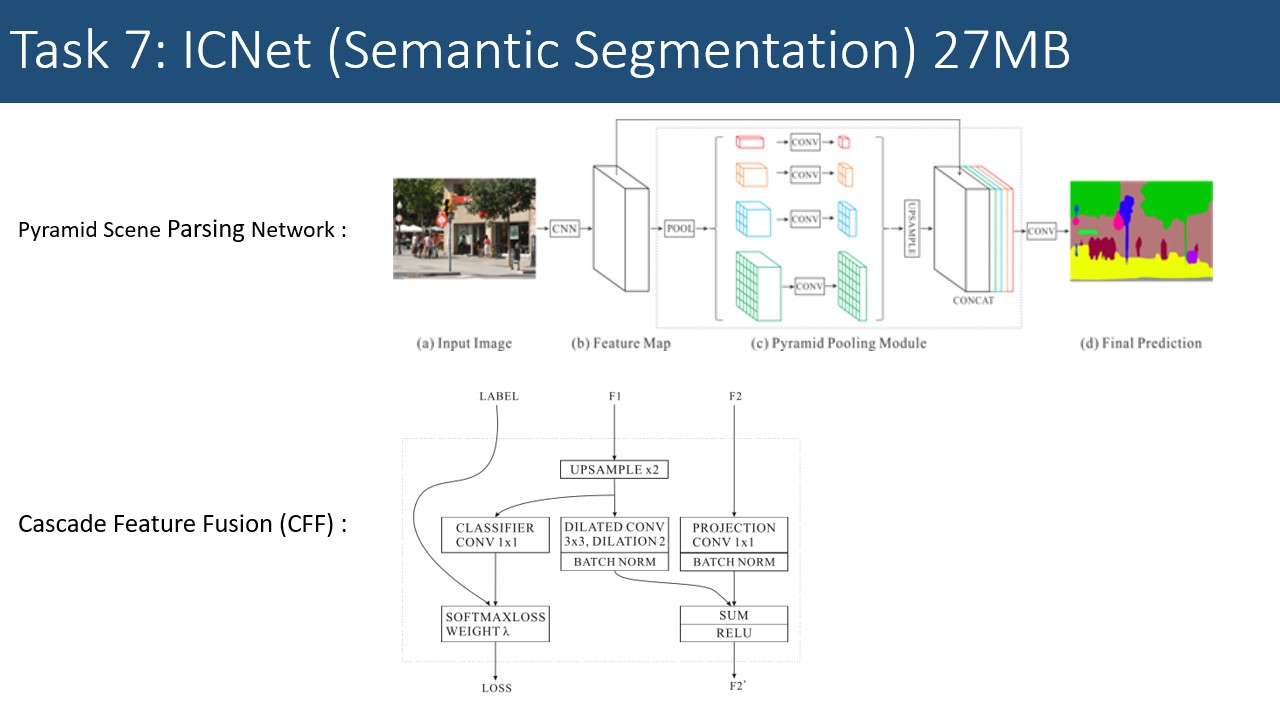 Task 7: ICNet (Semantic Segmentation) 27MB
Pyramid Scene Parsing Network :
CNN
POOL
CONV
CONV
CONV
CONV
UPSAMPLE
CONCAT
CONV
(a) Input Image
(b) Feature Map
(c) Pyramid Pooling Module
(d) Final Prediction
Cascade Feature Fusion (CFF) :
LABEL
F1
F2
UPSAMPLE x2
CLASSIFIER
CONV 1x1
DILATED CONV
3x3, DILATION 2
BATCH NORM
PROJECTION
CONV 1x1
BATCH NORM
SOFTMAXLOSS
WEIGHT λ
SUM
RELU
LOSS
F2'